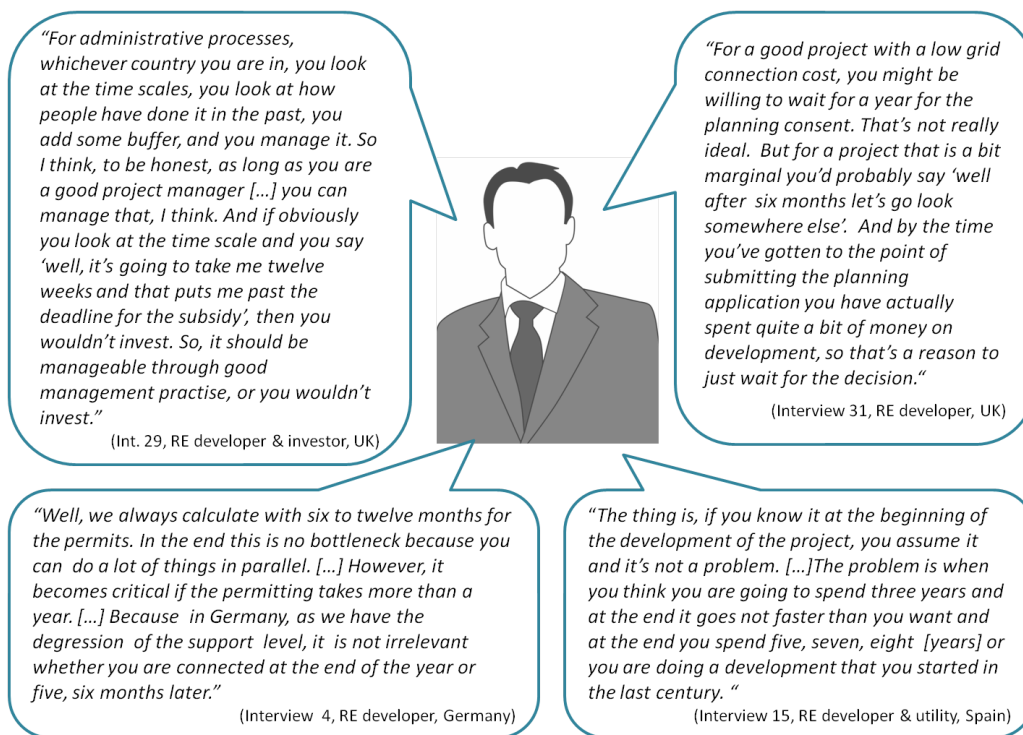 “For administrative processes,
whichever country you are in, you look
at the time scales, you look at how
people have done it in the past, you
add some buffer, and you manage it. So
I think, to be honest, as long as you are
a good project manager […] you can
manage that, I think. And if obviously
you look at the time scale and you say
‘well, it’s going to take me twelve
weeks and that puts me past the
deadline for the subsidy’, then you
wouldn’t invest. So, it should be
manageable through good
management practise, or you wouldn’t
invest.”
(Int. 29, RE developer & investor, UK)
“For a good project with a low grid
connection cost, you might be
willing to wait for a year for the
planning consent. That’s not really
ideal. But for a project that is a bit
marginal you’d probably say ‘well
after six months let’s go look
somewhere else’. And by the time
you’ve gotten to the point of
submitting the planning
application you have actually
spent quite a bit of money on
development, so that’s a reason to
just wait for the decision.“
(Interview 31, RE developer, UK)
“Well, we always calculate with six to twelve months for
the permits. In the end this is no bottleneck because you
can do a lot of things in parallel. […] However, it
becomes critical if the permitting takes more than a
year. […] Because in Germany, as we have the
degression of the support level, it is not irrelevant
whether you are connected at the end of the year or
five, six months later.”
(Interview 4, RE developer, Germany)
“The thing is, if you know it at the beginning of
the development of the project, you assume it
and it’s not a problem. […]The problem is when
you think you are going to spend three years and
at the end it goes not faster than you want and
at the end you spend five, seven, eight [years] or
you are doing a development that you started in
the last century. “
(Interview 15, RE developer & utility, Spain)